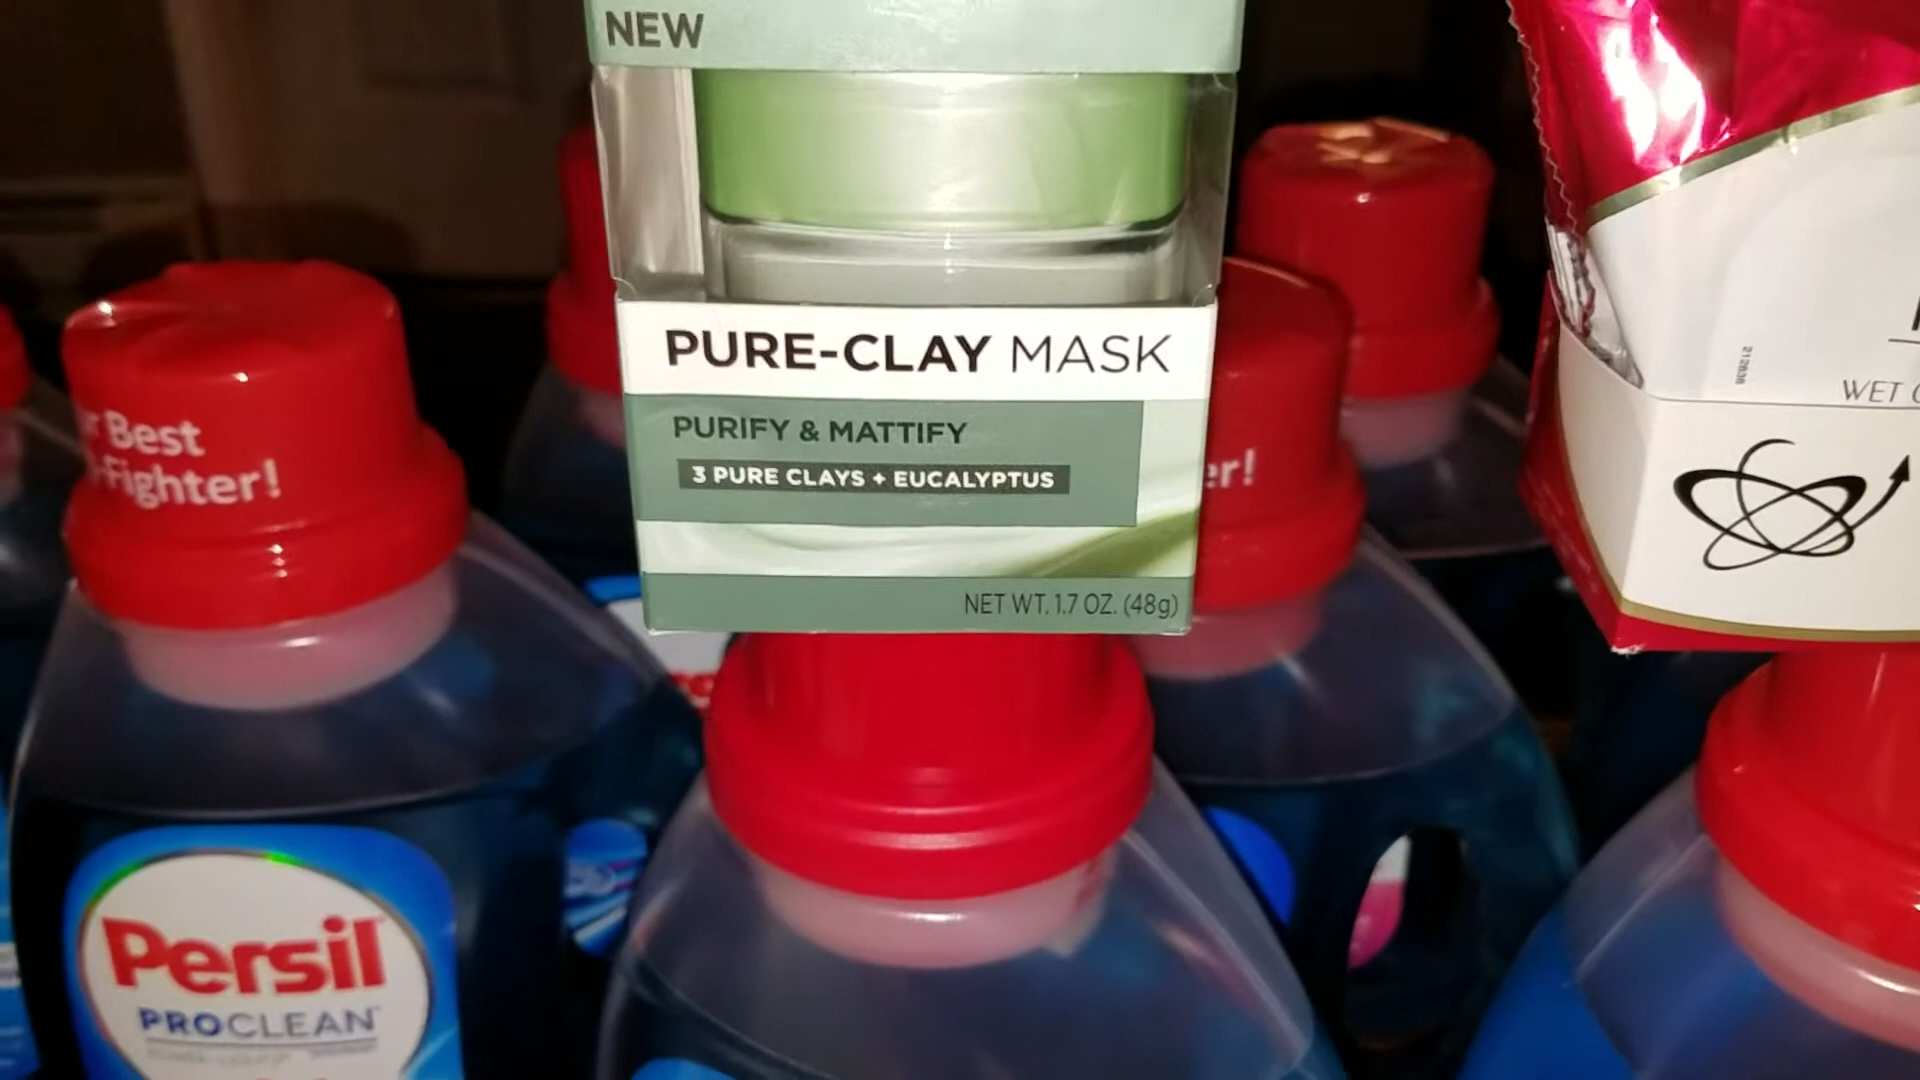 NEW
PURE-CLAY MASK
PURIFY & MATTIFY
3 PURE CLAYS + EUCALYPTUS
NET WT. 1.7 OZ. (48g)
Best
Fighter!
er!
212838
WET
Persil
PROCLEAN